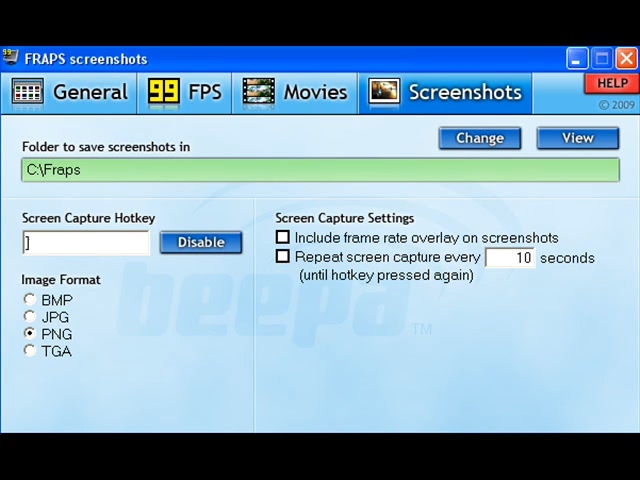 99
FRAPS screenshots
General
99
FPS
Movies
Screenshots
HELP
© 2009
Folder to save screenshots in
Change
View
C:\Fraps
Screen Capture Hotkey
]
Disable
Image Format
BMP
JPG
PNG
TGA
Screen Capture Settings
Include frame rate overlay on screenshots
Repeat screen capture every 10 seconds
(until hotkey pressed again)
beepa TM